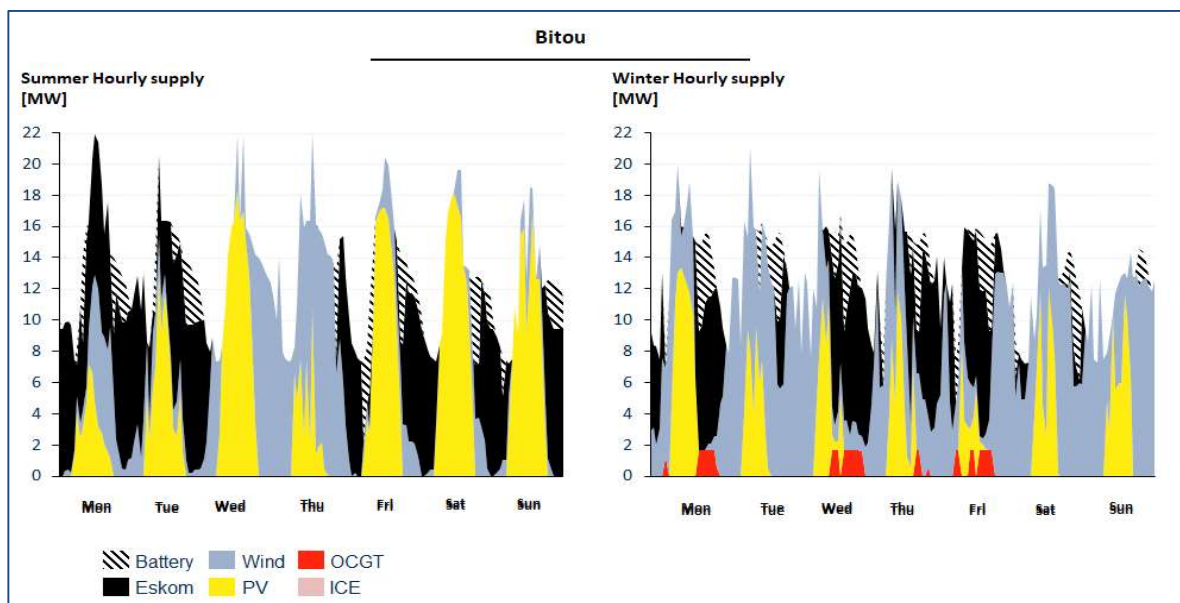 Bitou
Summer Hourly supply
[MW]
22
20
18
16
14
12
10
8
6
4
2
0
Mon Tue Wed Thu Fri Sat Sun
Winter Hourly supply
[MW]
22
20
18
16
14
12
10
8
6
4
2
0
Mon Tue Wed Thu Fri Sat Sun
Battery Wind OCGT
Eskom PV ICE